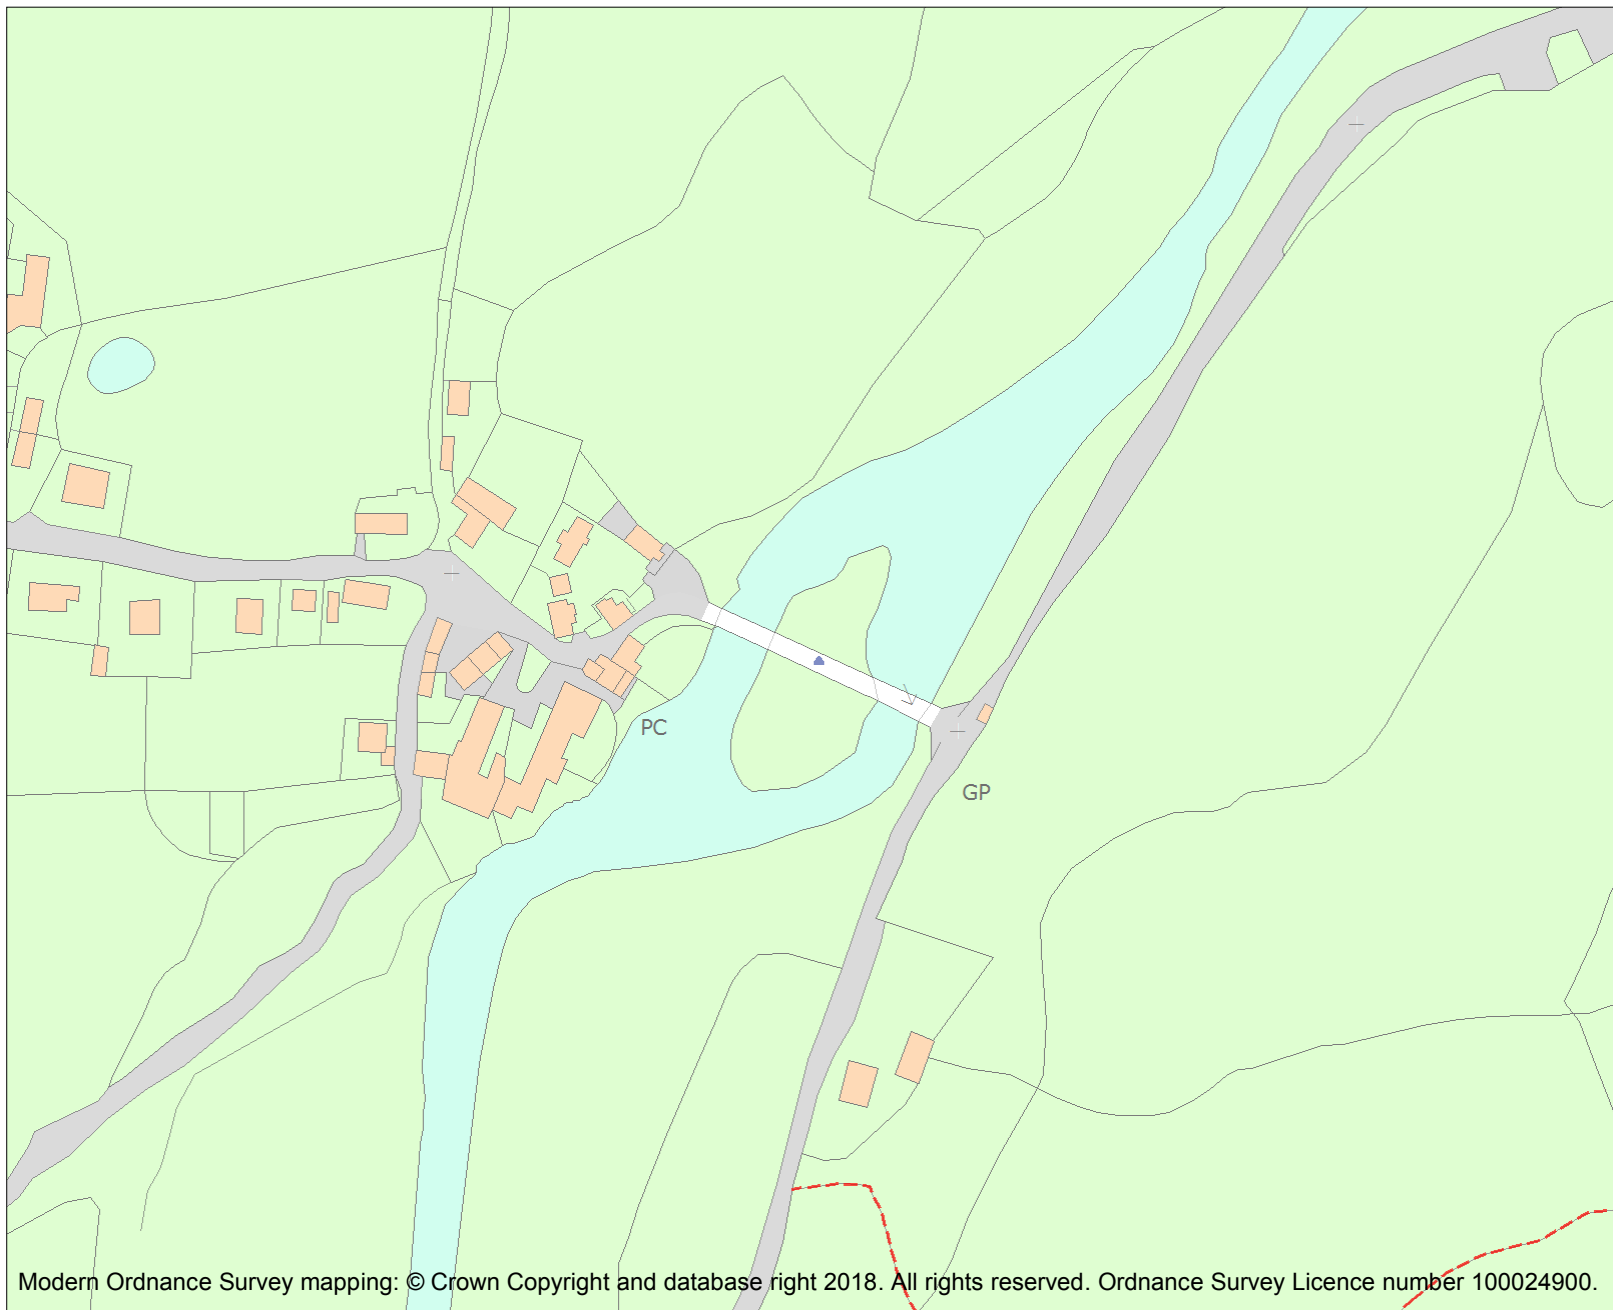 PC
GP
Modern Ordnance Survey mapping: © Crown Copyright and database right 2018. All rights reserved. Ordnance Survey Licence number 100024900.